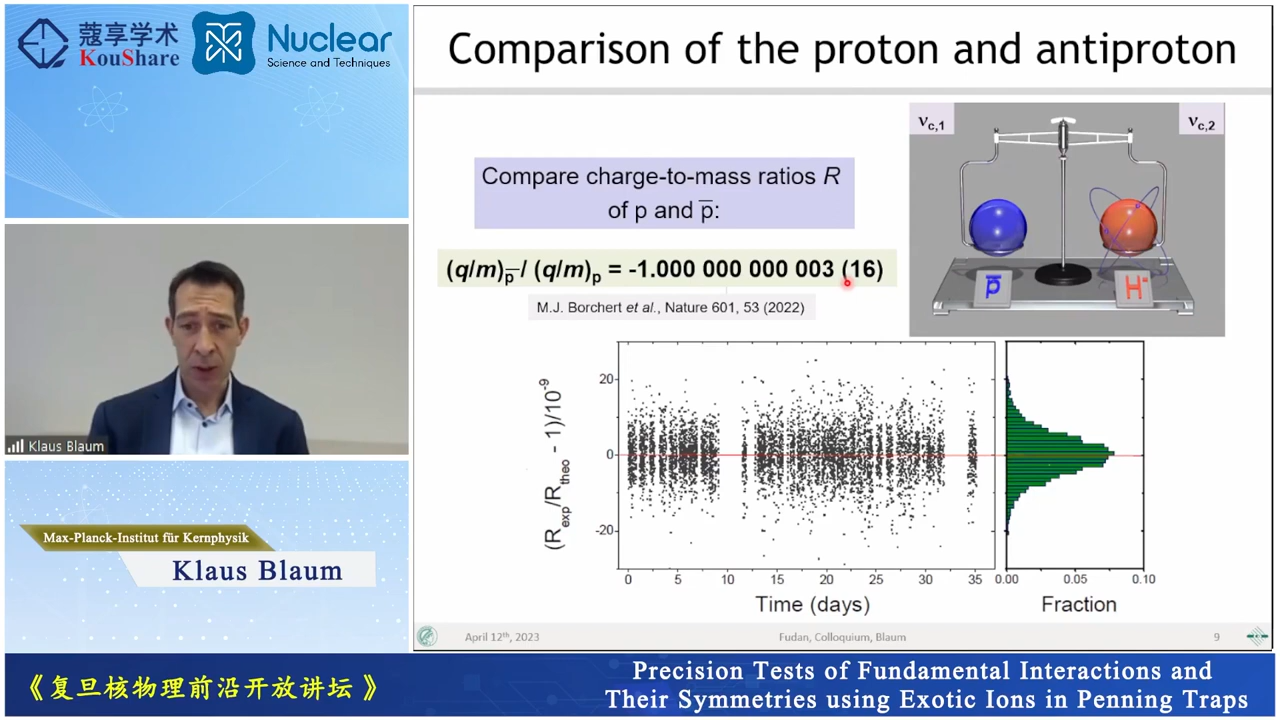 蔻享学术
KouShare
Nuclear
Science and Techniques
Klaus Blaum
Max-Planck-Institut für Kernphysik
Klaus Blaum
Comparison of the proton and antiproton
Compare charge-to-mass ratios R
of p and p̅:
(q/m)p̅ / (q/m)p = -1.000 000 000 003 (16)
M.J. Borchert et al., Nature 601, 53 (2022)
νc,1
νc,2
p̅
H⁻
(Rexp/Rtheo - 1)/10⁻⁹
20
0
-20
0 5 10 15 20 25 30 35
Time (days)
0.00 0.05 0.10
Fraction
April 12th, 2023
Fudan, Colloquium, Blaum
9
《复旦核物理前沿开放讲坛》
Precision Tests of Fundamental Interactions and
Their Symmetries using Exotic Ions in Penning Traps